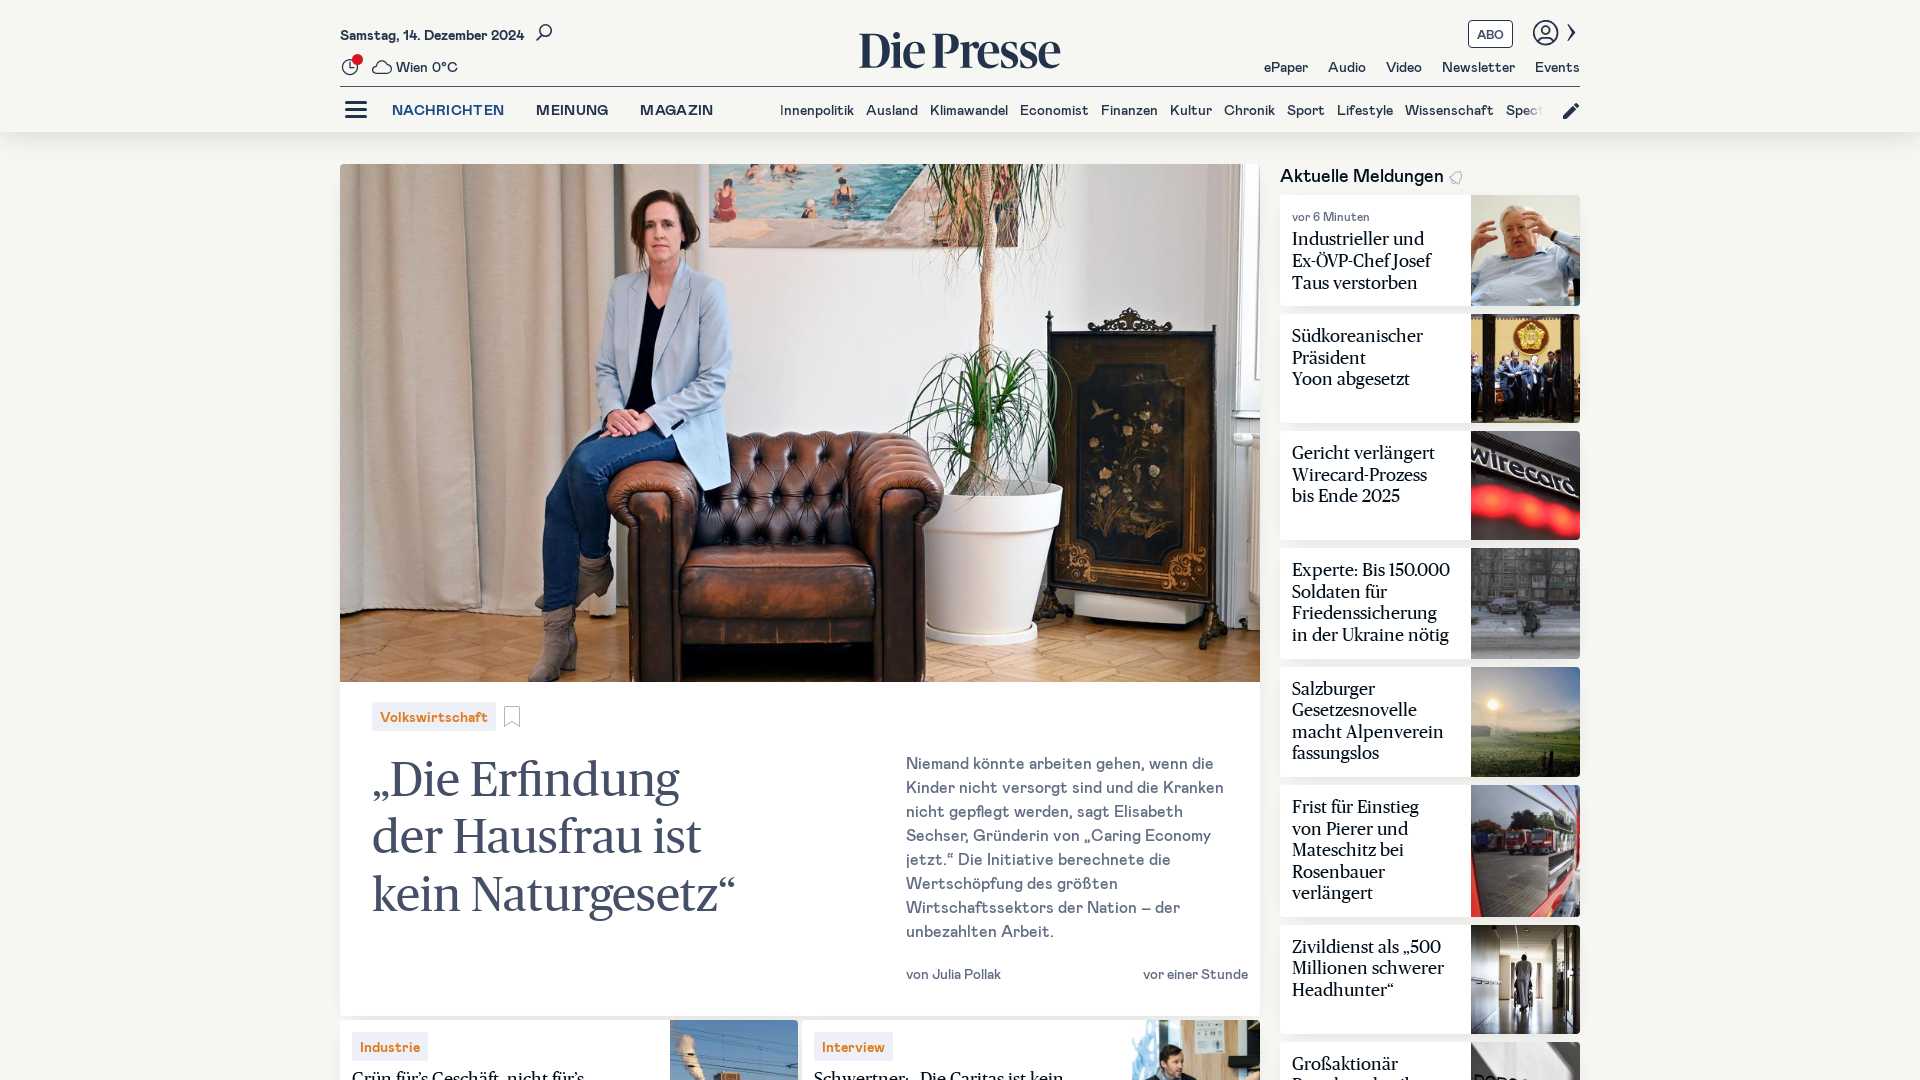 Samstag, 14. Dezember 2024
Die Presse
ABO
Wien 0°C
ePaper Audio Video Newsletter Events
NACHRICHTEN MEINUNG MAGAZIN Innenpolitik Ausland Klimawandel Economist Finanzen Kultur Chronik Sport Lifestyle Wissenschaft Spect
Volkswirtschaft
„Die Erfindung
der Hausfrau ist
kein Naturgesetz“
Niemand könnte arbeiten gehen, wenn die
Kinder nicht versorgt sind und die Kranken
nicht gepflegt werden, sagt Elisabeth
Sechser, Gründerin von „Caring Economy
jetzt.“ Die Initiative berechnete die
Wertschöpfung des größten
Wirtschaftssektors der Nation – der
unbezahlten Arbeit.
von Julia Pollak vor einer Stunde
Industrie
Grün für’s Geschäft, nicht für’s
Interview
Schwertner: „Die Caritas ist kein
Aktuelle Meldungen
vor 6 Minuten
Industrieller und
Ex-ÖVP-Chef Josef
Taus verstorben
Südkoreanischer
Präsident
Yoon abgesetzt
Gericht verlängert
Wirecard-Prozess
bis Ende 2025
wirecard
Experte: Bis 150.000
Soldaten für
Friedenssicherung
in der Ukraine nötig
Salzburger
Gesetzesnovelle
macht Alpenverein
fassungslos
Frist für Einstieg
von Pierer und
Mateschitz bei
Rosenbauer
verlängert
Zivildienst als „500
Millionen schwerer
Headhunter“
Großaktionär